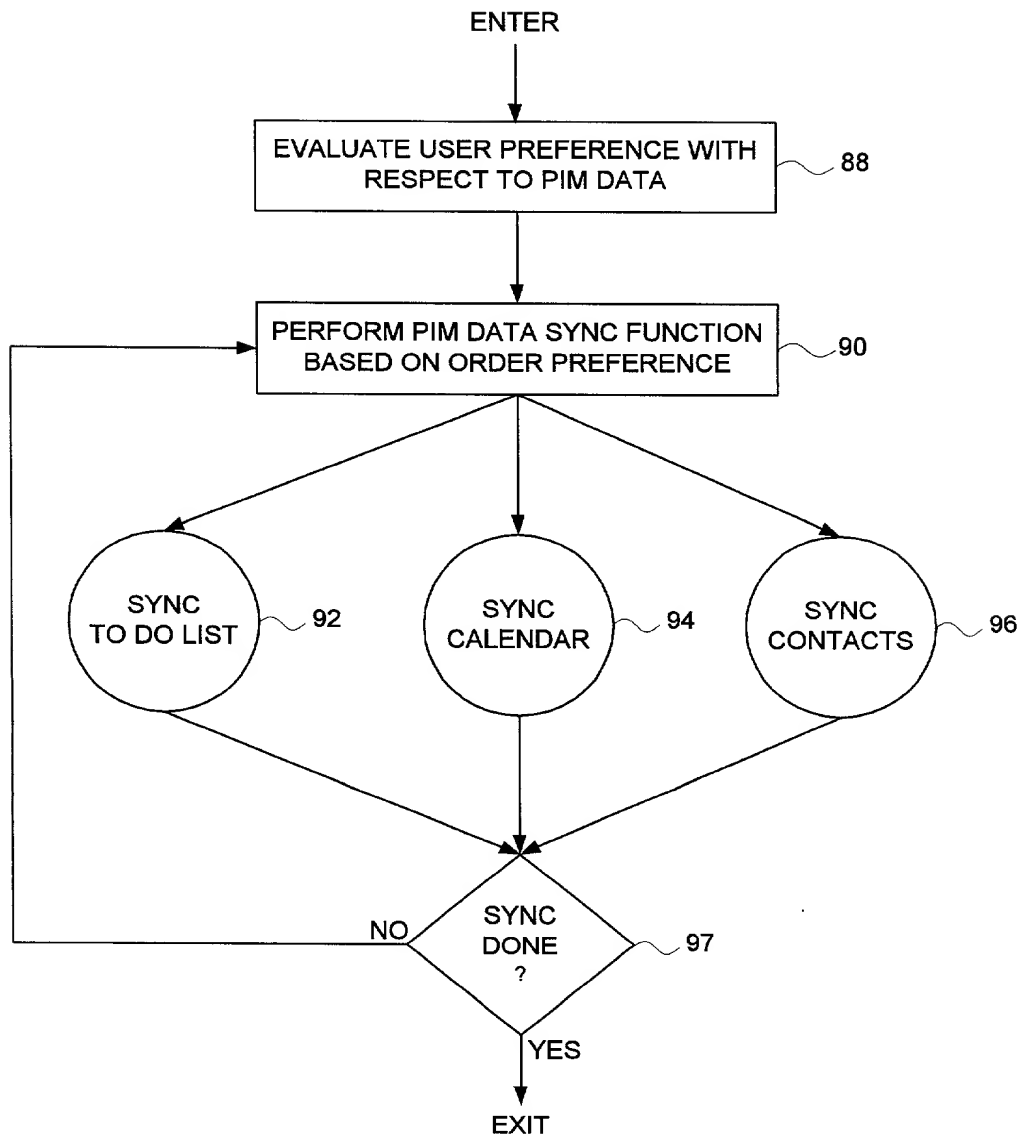 ENTER
EVALUATE USER PREFERENCE WITH
RESPECT TO PIM DATA
88
PERFORM PIM DATA SYNC FUNCTION
BASED ON ORDER PREFERENCE
90
SYNC
TO DO LIST
92
SYNC
CALENDAR
94
SYNC
CONTACTS
96
SYNC
DONE
?
97
NO
YES
EXIT